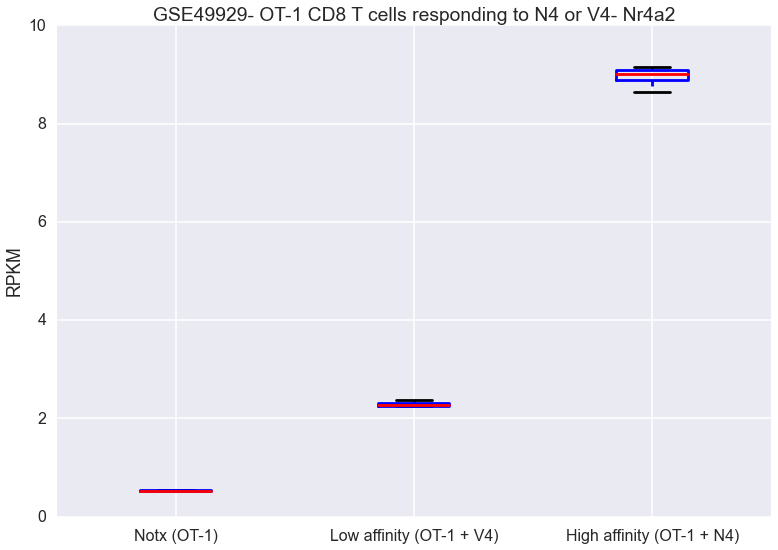 GSE49929- OT-1 CD8 T cells responding to N4 or V4- Nr4a2
10
8
6
4
2
0
RPKM
Notx (OT-1)
Low affinity (OT-1 + V4)
High affinity (OT-1 + N4)